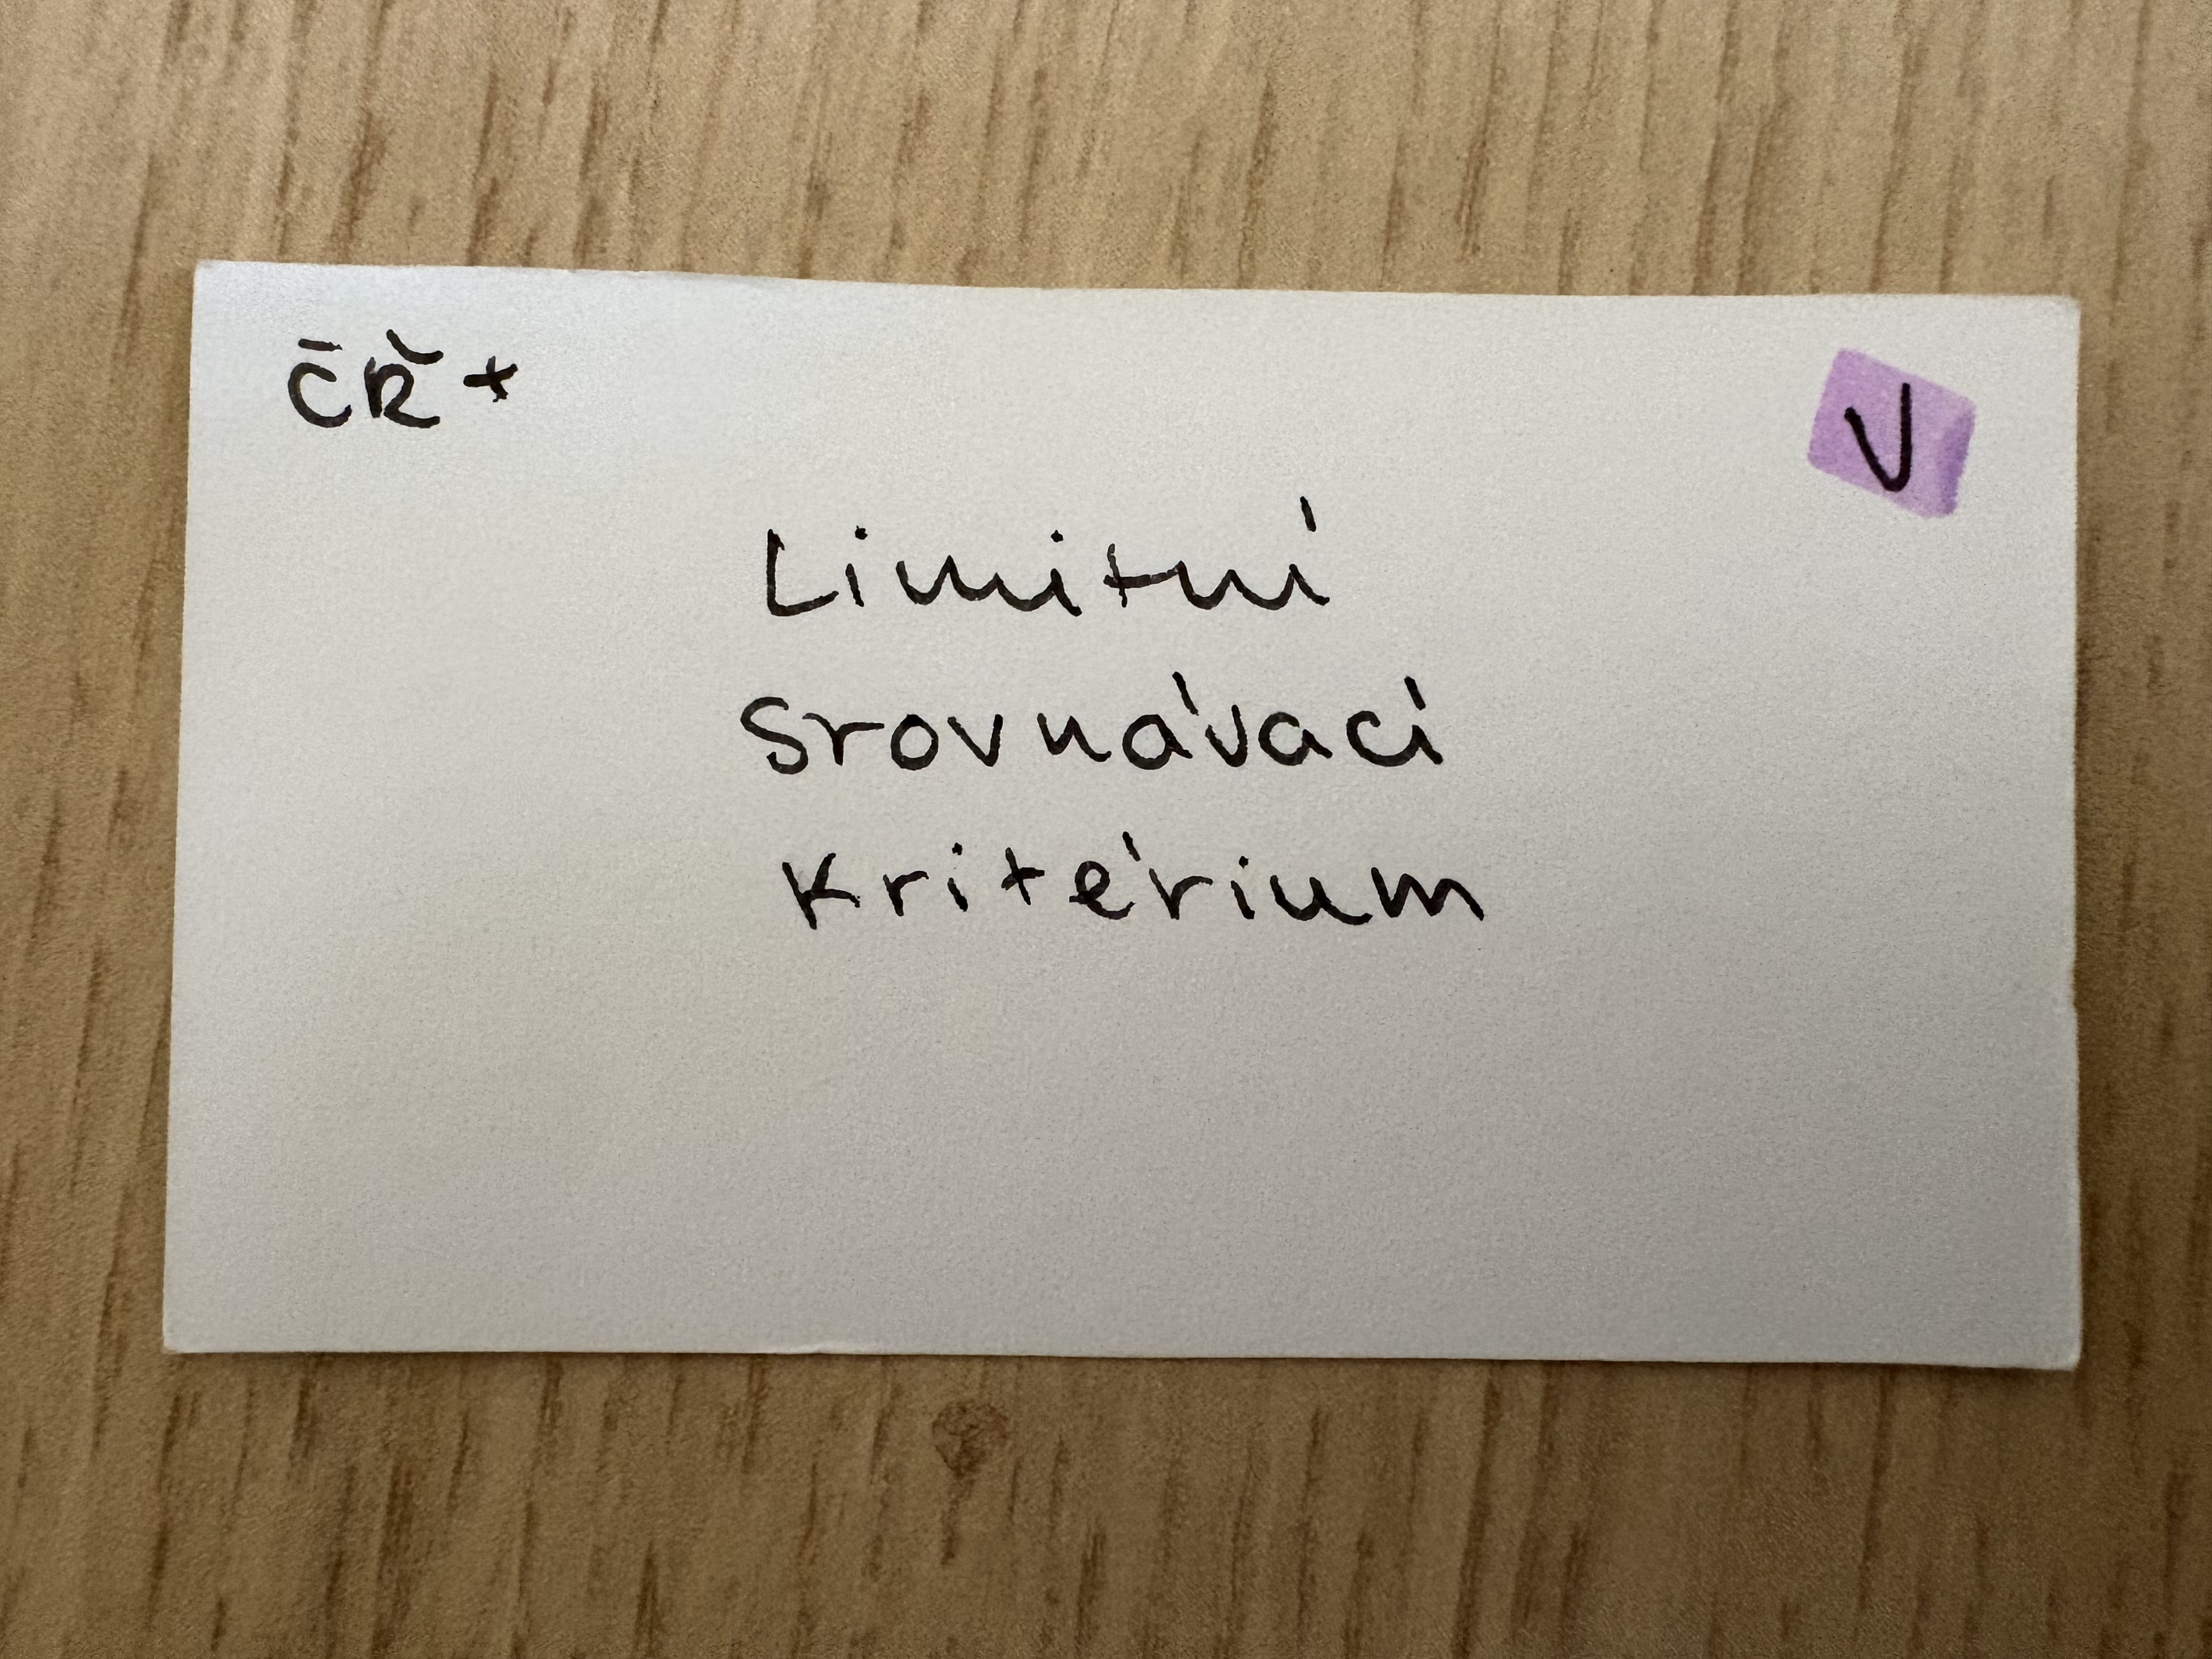 ČŘ+
V
Limitní
srovnávací
kritérium